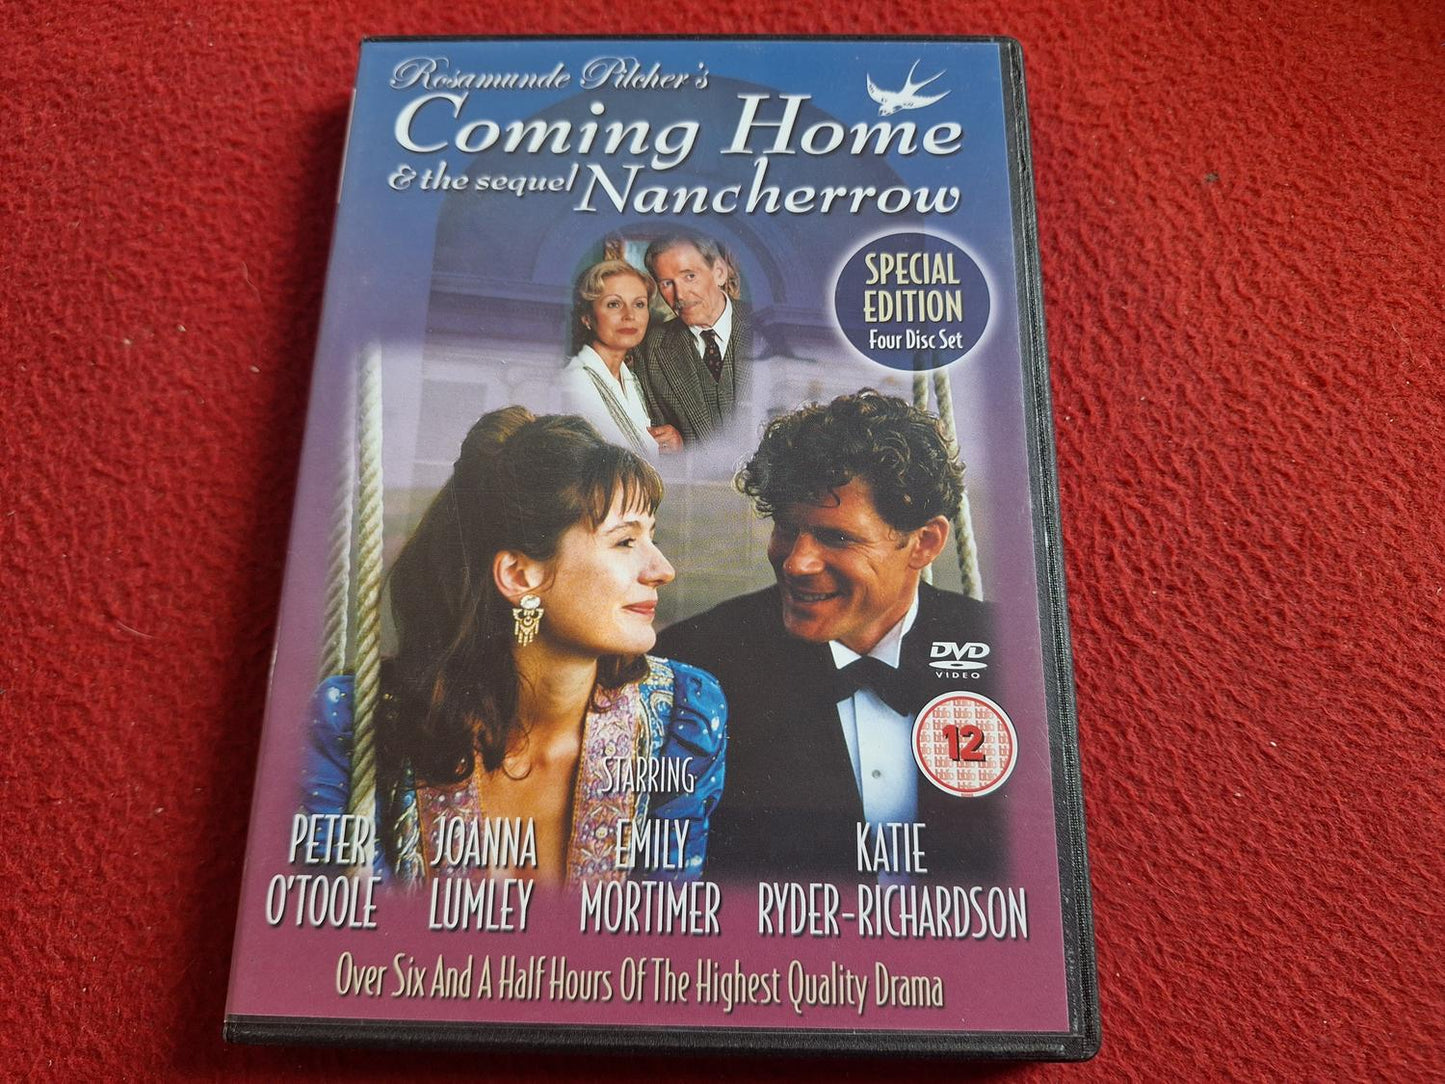 Rosamunde Pilcher's
Coming Home
& the sequel Nancherrow
SPECIAL
EDITION
Four Disc Set
DVD
VIDEO
12
STARRING
PETER O'TOOLE
JOANNA LUMLEY
EMILY MORTIMER
KATIE RYDER-RICHARDSON
Over Six And A Half Hours Of The Highest Quality Drama